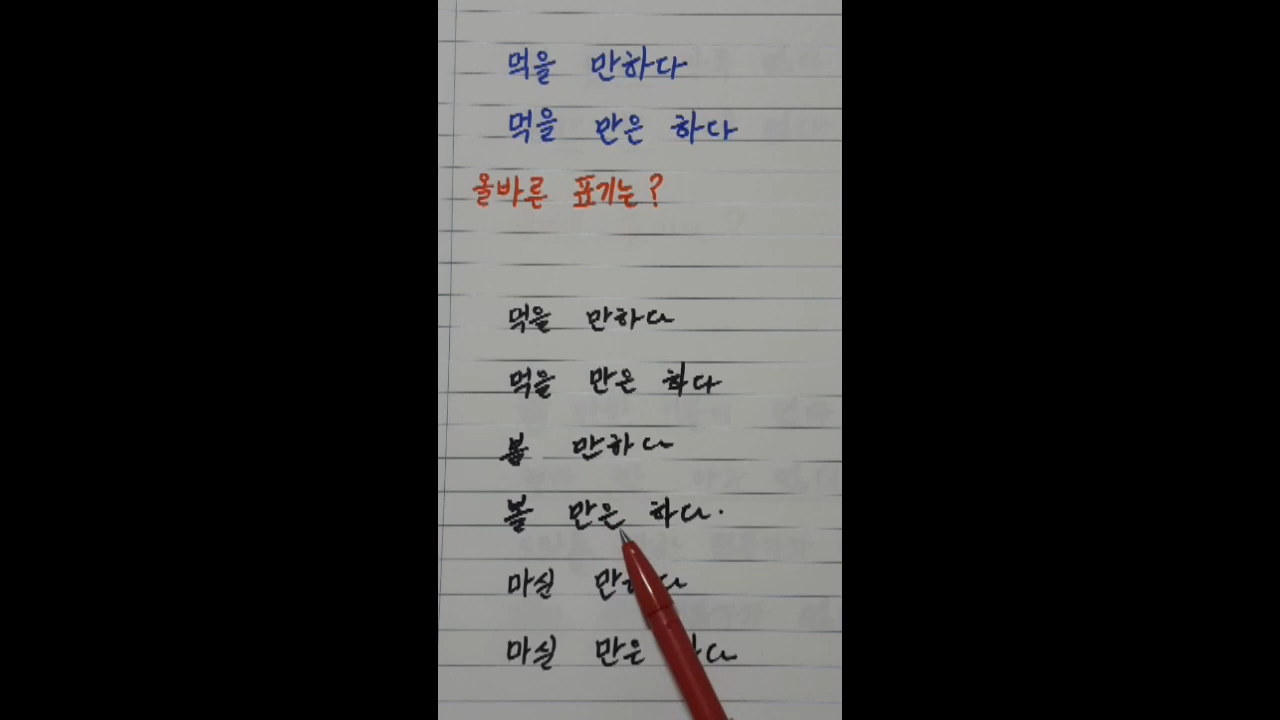 먹을 만하다
먹을 만은 하다
올바른 표기는?
먹을 만하다
먹을 만은 하다
볼 만하다
볼 만은 하다.
마실
마실 만은